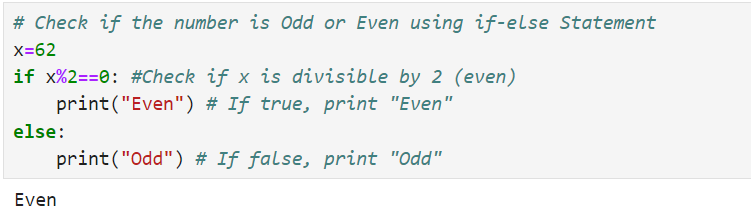 # Check if the number is Odd or Even using if-else Statement
x=62
if x%2==0: #Check if x is divisible by 2 (even)
    print("Even") # If true, print "Even"
else:
    print("Odd") # If false, print "Odd"
Even